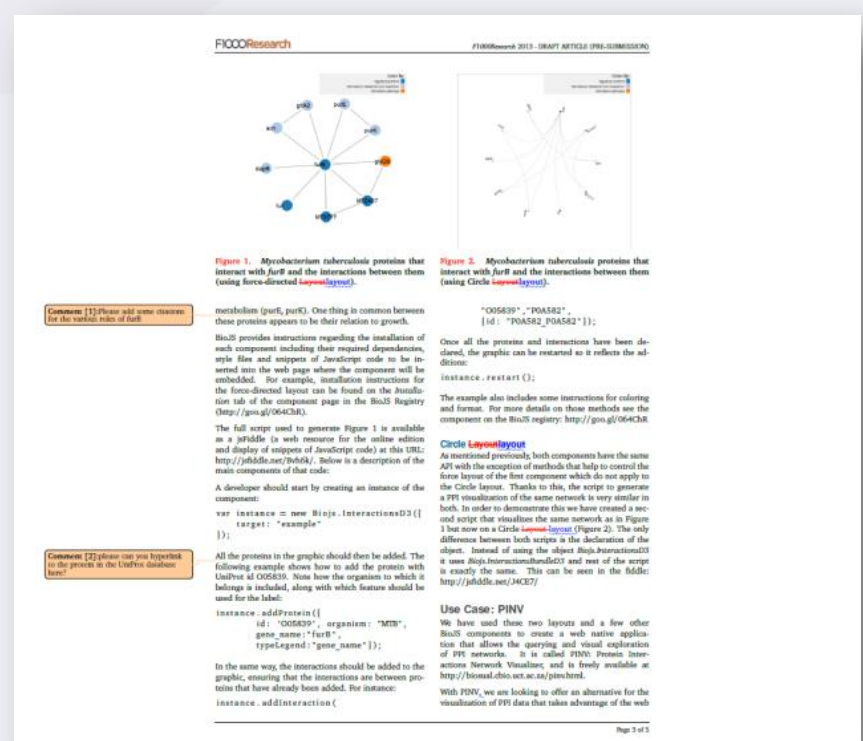 F1000Research
F1000Research 2013 - DRAFT ARTICLE (PRE-SUBMISSION)
Figure 1. Mycobacterium tuberculosis proteins that
interact with furB and the interactions between them
(using force-directed Layoutlayout).
Comment [1]:Please add some citations
for the various roles of furB
metabolism (purE, purK). One thing in common between
these proteins appears to be their relation to growth.
BioJS provides instructions regarding the installation of
each component including their required dependencies,
style files and snippets of JavaScript code to be in-
serted into the web page where the component will be
embedded. For example, installation instructions for
the force-directed layout can be found on the Installa-
tion tab of the component page in the BioJS Registry
(http://goo.gl/064ChR).
The full script used to generate Figure 1 is available
as a jsFiddle (a web resource for the online edition
and display of snippets of JavaScript code) at this URL:
http://jsfiddle.net/Bvh6k/. Below is a description of the
main components of that code:
A developer should start by creating an instance of the
component:
var instance = new Biojs.InteractionsD3({
target: "example"
});
Comment [2]:please can you hyperlink
to the protein in the UniProt database
here?
All the proteins in the graphic should then be added. The
following example shows how to add the protein with
UniProt id O05839. Note how the organism to which it
belongs is included, along with which feature should be
used for the label:
instance.addProtein({
id: 'O05839', organism: "MTB",
gene_name:"furB",
typeLegend:"gene_name"});
In the same way, the interactions should be added to the
graphic, ensuring that the interactions are between pro-
teins that have already been added. For instance:
instance.addInteraction(
Figure 2. Mycobacterium tuberculosis proteins that
interact with furB and the interactions between them
(using Circle Layoutlayout).
"O05839","P0A582",
{id: "P0A582_P0A582"});
Once all the proteins and interactions have been de-
clared, the graphic can be restarted so it reflects the ad-
ditions:
instance.restart();
The example also includes some instructions for coloring
and format. For more details on those methods see the
component on the BioJS registry: http://goo.gl/064ChR
Circle Layoutlayout
As mentioned previously, both components have the same
API with the exception of methods that help to control the
force layout of the first component which do not apply to
the Circle layout. Thanks to this, the script to generate
a PPI visualization of the same network is very similar in
both. In order to demonstrate this we have created a sec-
ond script that visualizes the same network as in Figure
1 but now on a Circle Layout layout (Figure 2). The only
difference between both scripts is the declaration of the
object. Instead of using the object Biojs.InteractionsD3
it uses Biojs.InteractionsBundleD3 and rest of the script
is exactly the same. This can be seen in the fiddle:
http://jsfiddle.net/J4CE7/
Use Case: PINV
We have used these two layouts and a few other
BioJS components to create a web native applica-
tion that allows the querying and visual exploration
of PPI networks. It is called PINV: Protein Inter-
actions Network Visualizer, and is freely available at
http://biosual.cbio.uct.ac.za/pinv.html.
With PINV, we are looking to offer an alternative for the
visualization of PPI data that takes advantage of the web
Page 3 of 5